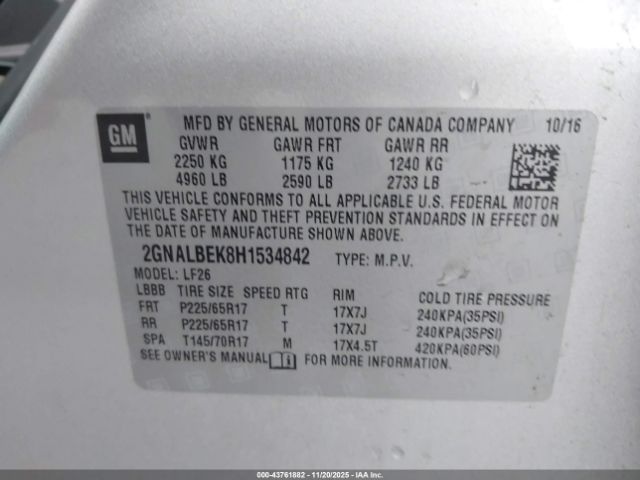 GM
MFD BY GENERAL MOTORS OF CANADA COMPANY 10/16
GVWR GAWR FRT GAWR RR
2250 KG 1175 KG 1240 KG
4960 LB 2590 LB 2733 LB
THIS VEHICLE CONFORMS TO ALL APPLICABLE U.S. FEDERAL MOTOR
VEHICLE SAFETY AND THEFT PREVENTION STANDARDS IN EFFECT ON
THE DATE OF MANUFACTURE SHOWN ABOVE.
2GNALBEK8H1534842 TYPE: M.P.V.
MODEL: LF26
LBBB TIRE SIZE SPEED RTG RIM COLD TIRE PRESSURE
FRT P225/65R17 T 17X7J 240KPA(35PSI)
RR P225/65R17 T 17X7J 240KPA(35PSI)
SPA T145/70R17 M 17X4.5T 420KPA(60PSI)
SEE OWNER'S MANUAL FOR MORE INFORMATION.
00-43761882 - 11/20/2025 - IAAI.COM